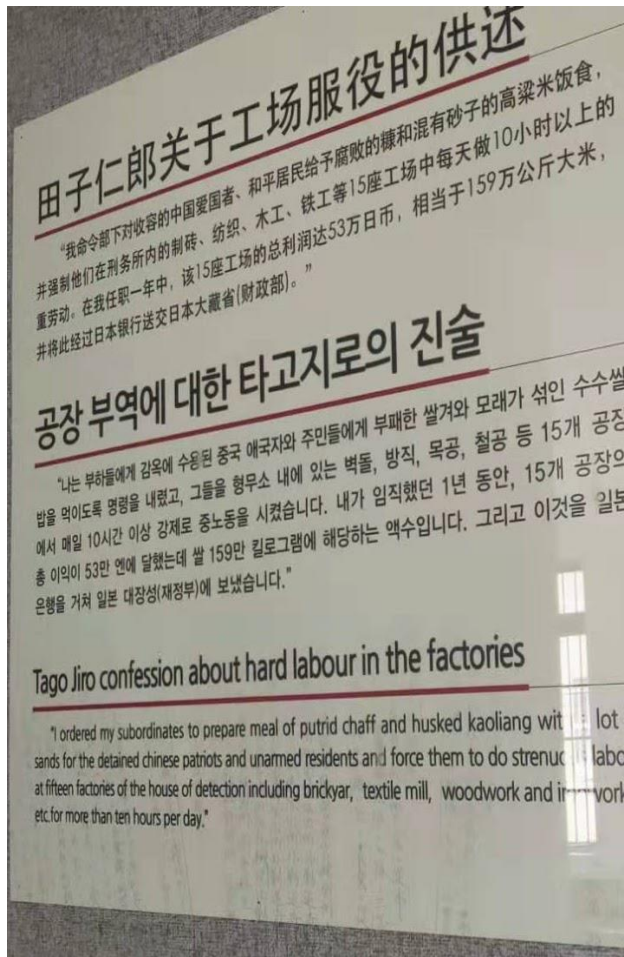 田子仁郎关于工场服役的供述
“我命令部下对收容的中国爱国者、和平居民给予腐败的糠和混有砂子的高粱米饭食，
并强制他们在刑务所内的制砖、纺织、木工、铁工等15座工场中每天做10小时以上的
重劳动。在我任职一年中，该15座工场的总利润达53万日币，相当于159万公斤大米，
并将此经过日本银行送交日本大藏省(财政部)。”
공장 부역에 대한 타고지로의 진술
“나는 부하들에게 감옥에 수용된 중국 애국자와 주민들에게 부패한 쌀겨와 모래가 섞인 수수쌀
밥을 먹이도록 명령을 내렸고, 그들을 형무소 내에 있는 벽돌, 방직, 목공, 철공 등 15개 공장
에서 매일 10시간 이상 강제로 중노동을 시켰습니다. 내가 임직했던 1년 동안, 15개 공장의
총 이익이 53만 엔에 달했는데 쌀 159만 킬로그램에 해당하는 액수입니다. 그리고 이것을 일본
은행을 거쳐 일본 대장성(재정부)에 보냈습니다.”
Tago Jiro confession about hard labour in the factories
"I ordered my subordinates to prepare meal of putrid chaff and husked kaoliang lot
sands for the detained chinese patriots and unarmed residents and force them to do
at fifteen factories of the house of detection including brickyar, textile mill, woodwork and
etc.for more than ten hours per day."